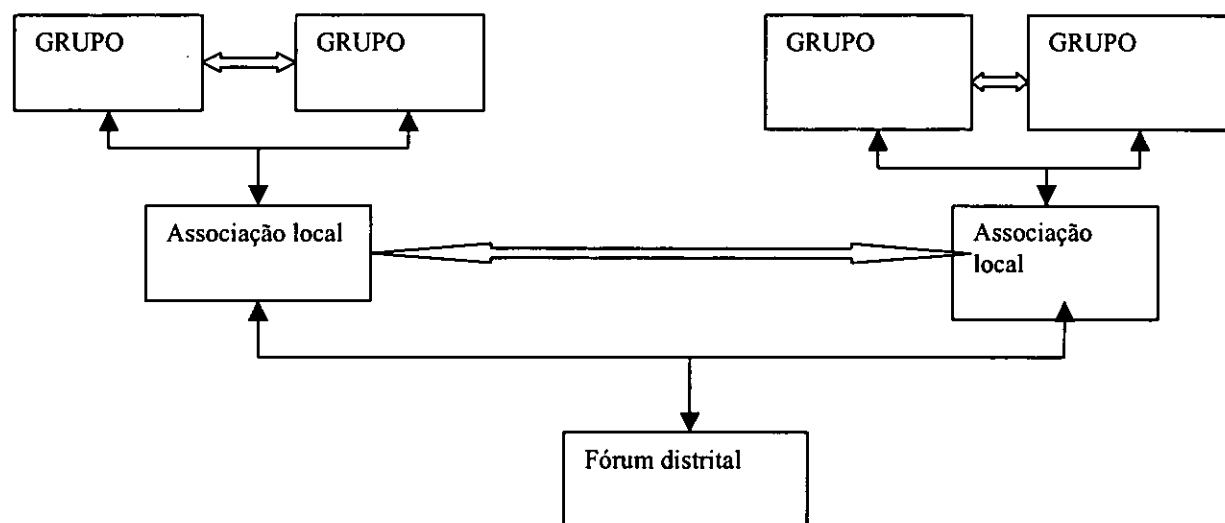 GRUPO
GRUPO
GRUPO
GRUPO
Associação local
Associação
local
Fórum distrital